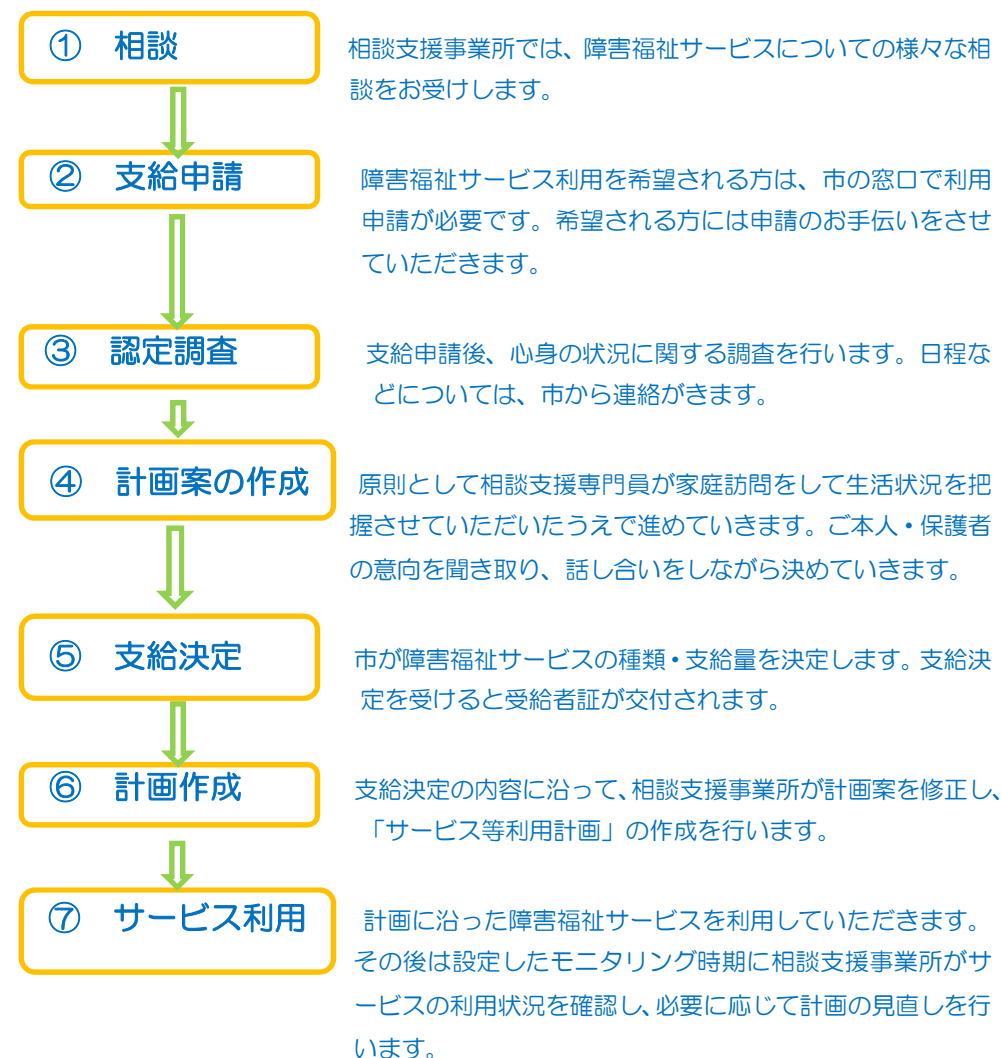 ① 相談
相談支援事業所では、障害福祉サービスについての様々な相
談をお受けします。
② 支給申請
障害福祉サービス利用を希望される方は、市の窓口で利用
申請が必要です。希望される方には申請のお手伝いをさせ
ていただきます。
③ 認定調査
支給申請後、心身の状況に関する調査を行います。日程な
どについては、市から連絡がきます。
④ 計画案の作成
原則として相談支援専門員が家庭訪問をして生活状況を把
握させていただいたうえで進めていきます。ご本人・保護者
の意向を聞き取り、話し合いをしながら決めていきます。
⑤ 支給決定
市が障害福祉サービスの種類・支給量を決定します。支給決
定を受けると受給者証が交付されます。
⑥ 計画作成
支給決定の内容に沿って、相談支援事業所が計画案を修正し、
「サービス等利用計画」の作成を行います。
⑦ サービス利用
計画に沿った障害福祉サービスを利用していただきます。
その後は設定したモニタリング時期に相談支援事業所がサ
ービスの利用状況を確認し、必要に応じて計画の見直しを行
います。